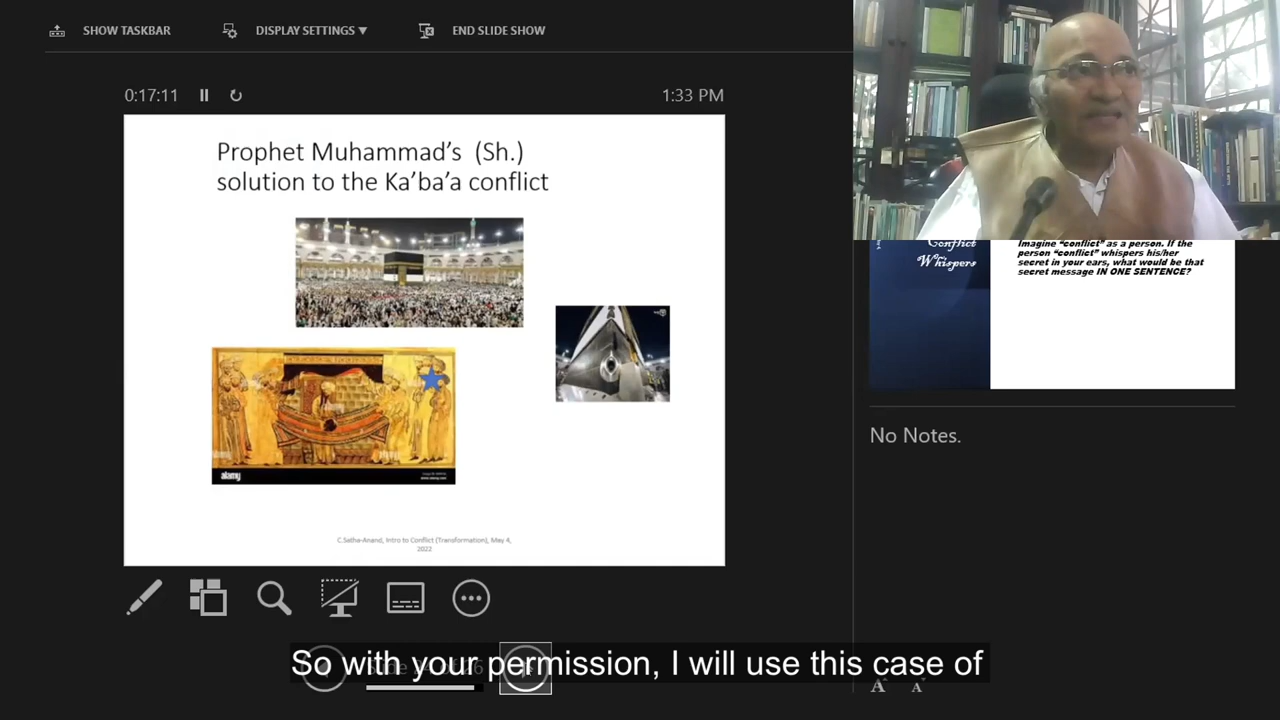 SHOW TASKBAR
DISPLAY SETTINGS ▼
END SLIDE SHOW
0:17:11
1:33 PM
Prophet Muhammad's (Sh.)
solution to the Ka'ba'a conflict
alamy
C.Satha-Anand, Intro to Conflict (Transformation), May 4,
2022
Conflict
Whispers
Imagine "conflict" as a person. If the
person "conflict" whispers his/her
secret in your ears, what would be that
secret message IN ONE SENTENCE?
No Notes.
So with your permission, I will use this case of
A A